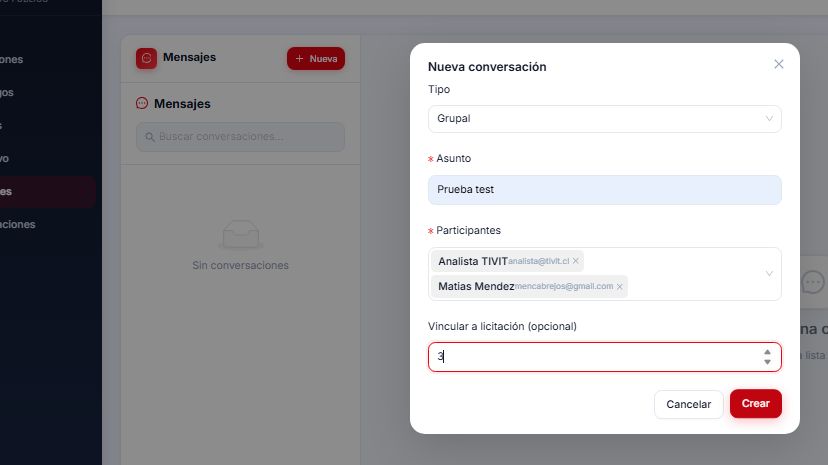 ones
gos
s
vo
es
aciones
Mensajes
+ Nueva
Mensajes
Buscar conversaciones...
Sin conversaciones
Nueva conversación
Tipo
Grupal
* Asunto
Prueba test
* Participantes
Analista TIVIT analista@tivit.cl ×
Matias Mendez mencabrejos@gmail.com ×
Vincular a licitación (opcional)
3
Cancelar
Crear
na c
a lista